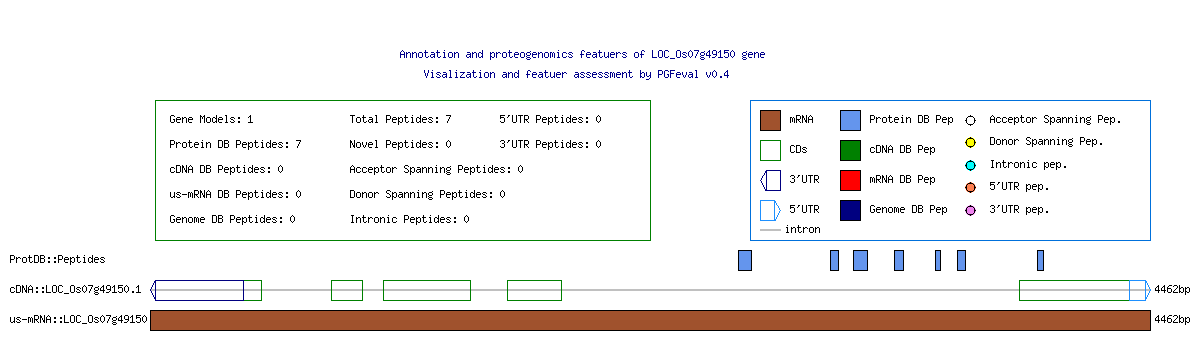 Annotation and proteogenomics featuers of LOC_Os07g49150 gene
Visalization and featuer assessment by PGFeval v0.4
Gene Models: 1 Total Peptides: 7 5'UTR Peptides: 0
Protein DB Peptides: 7 Novel Peptides: 0 3'UTR Peptides: 0
cDNA DB Peptides: 0 Acceptor Spanning Peptides: 0
us-mRNA DB Peptides: 0 Donor Spanning Peptides: 0
Genome DB Peptides: 0 Intronic Peptides: 0
mRNA Protein DB Pep Acceptor Spanning Pep.
CDs cDNA DB Pep Donor Spanning Pep.
3'UTR mRNA DB Pep Intronic pep.
5'UTR Genome DB Pep 5'UTR pep.
intron 3'UTR pep.
ProtDB::Peptides
cDNA::LOC_Os07g49150.1 4462bp
us-mRNA::LOC_Os07g49150 4462bp